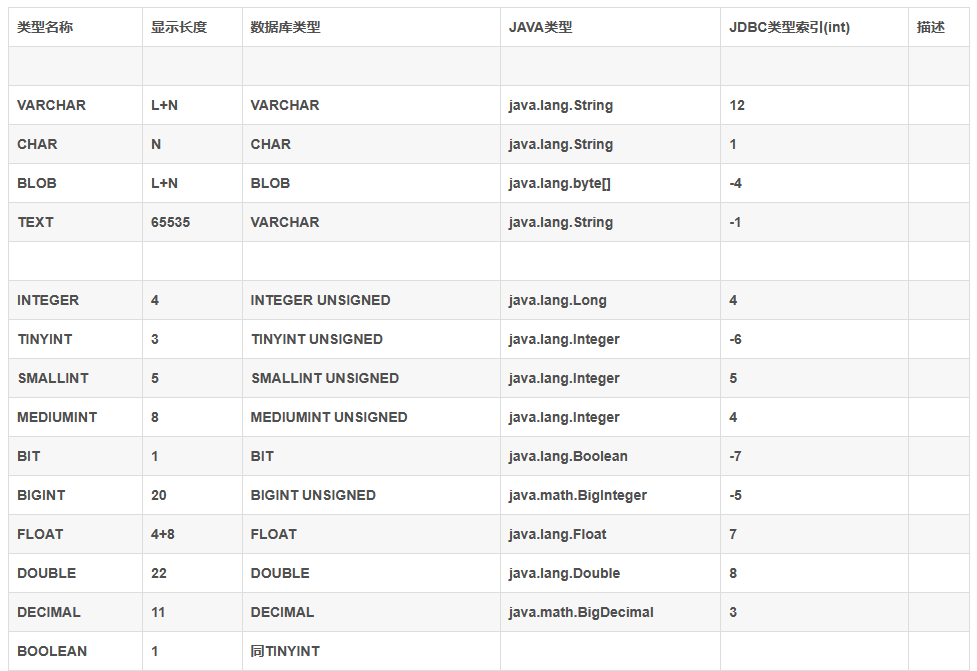 类型名称 显示长度 数据库类型 JAVA类型 JDBC类型索引(int) 描述
VARCHAR L+N VARCHAR java.lang.String 12
CHAR N CHAR java.lang.String 1
BLOB L+N BLOB java.lang.byte[] -4
TEXT 65535 VARCHAR java.lang.String -1
INTEGER 4 INTEGER UNSIGNED java.lang.Long 4
TINYINT 3 TINYINT UNSIGNED java.lang.Integer -6
SMALLINT 5 SMALLINT UNSIGNED java.lang.Integer 5
MEDIUMINT 8 MEDIUMINT UNSIGNED java.lang.Integer 4
BIT 1 BIT java.lang.Boolean -7
BIGINT 20 BIGINT UNSIGNED java.math.BigInteger -5
FLOAT 4+8 FLOAT java.lang.Float 7
DOUBLE 22 DOUBLE java.lang.Double 8
DECIMAL 11 DECIMAL java.math.BigDecimal 3
BOOLEAN 1 同TINYINT